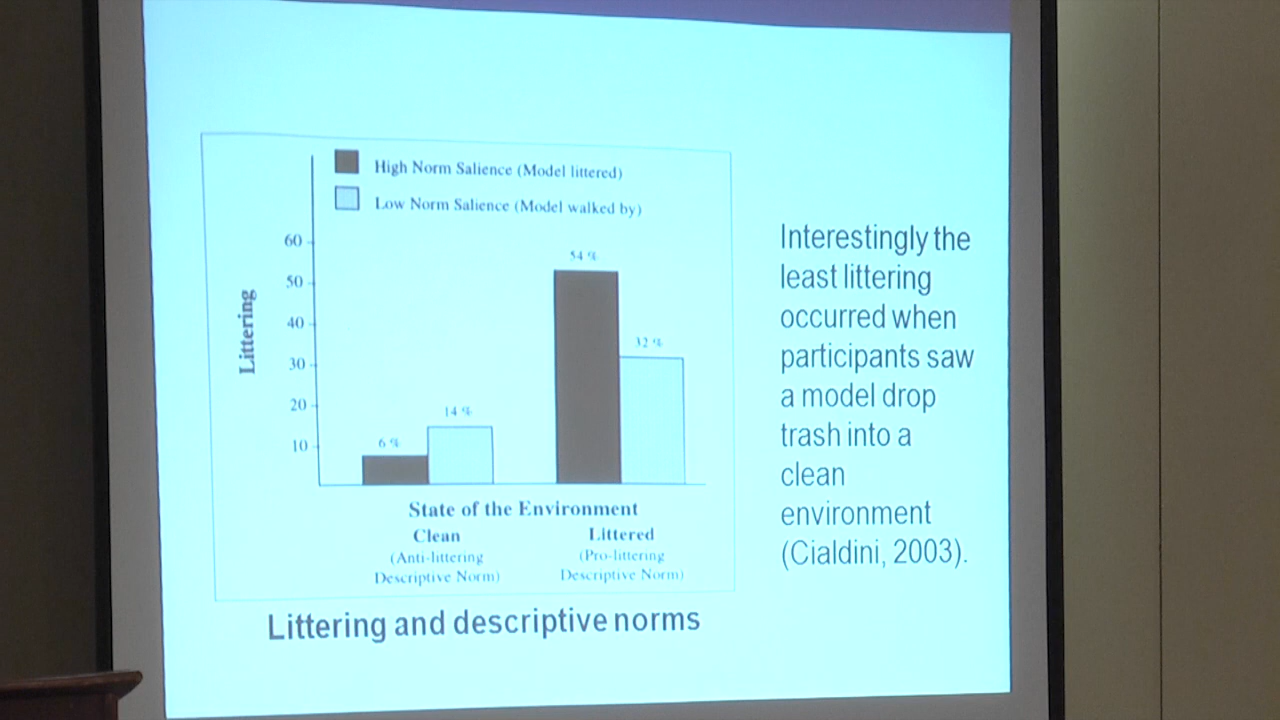 High Norm Salience (Model littered)
Low Norm Salience (Model walked by)
60
50
40
30
20
10
Littering
6 %
14 %
54 %
32 %
State of the Environment
Clean
(Anti-littering
Descriptive Norm)
Littered
(Pro-littering
Descriptive Norm)
Littering and descriptive norms
Interestingly the
least littering
occurred when
participants saw
a model drop
trash into a
clean
environment
(Cialdini, 2003).